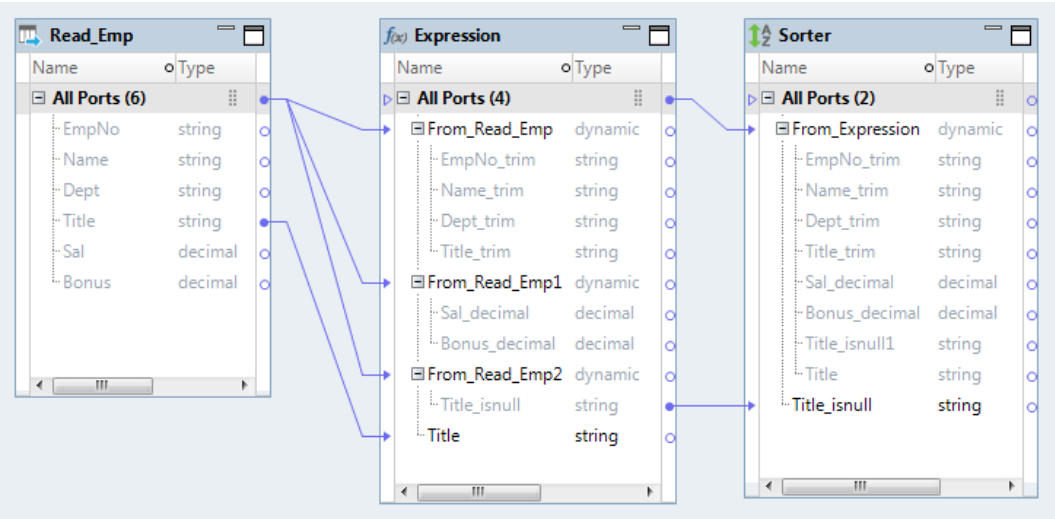 Read_Emp
Name Type
All Ports (6)
EmpNo string
Name string
Dept string
Title string
Sal decimal
Bonus decimal
f(x) Expression
Name Type
All Ports (4)
From_Read_Emp dynamic
EmpNo_trim string
Name_trim string
Dept_trim string
Title_trim string
From_Read_Emp1 dynamic
Sal_decimal decimal
Bonus_decimal decimal
From_Read_Emp2 dynamic
Title_isnull string
Title string
A Z Sorter
Name Type
All Ports (2)
From_Expression dynamic
EmpNo_trim string
Name_trim string
Dept_trim string
Title_trim string
Sal_decimal decimal
Bonus_decimal decimal
Title_isnull1 string
Title string
Title_isnull string